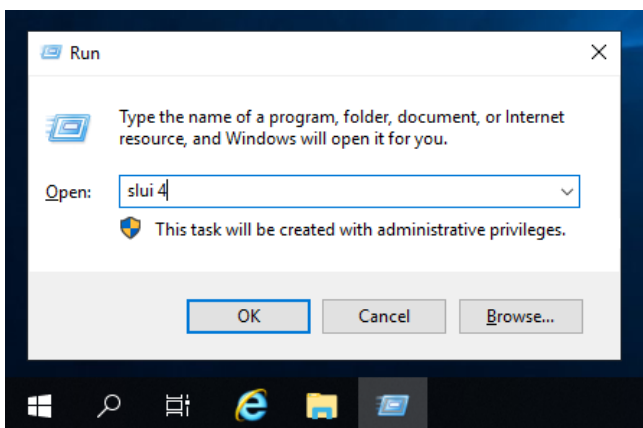 Run
Type the name of a program, folder, document, or Internet
resource, and Windows will open it for you.
Open:
slui 4
This task will be created with administrative privileges.
OK
Cancel
Browse...